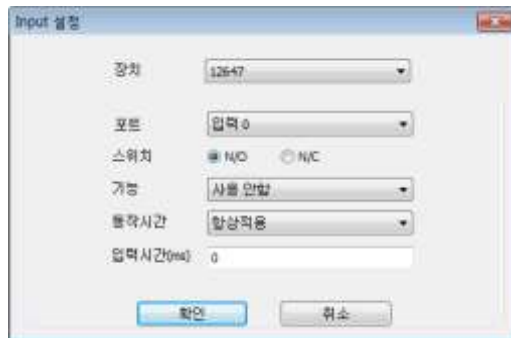 Input 설정
장치 12647
포트 입력 0
스위치 N/O N/C
기능 사용 안함
동작시간 항상적용
입력시간(ms) 0
확인 취소